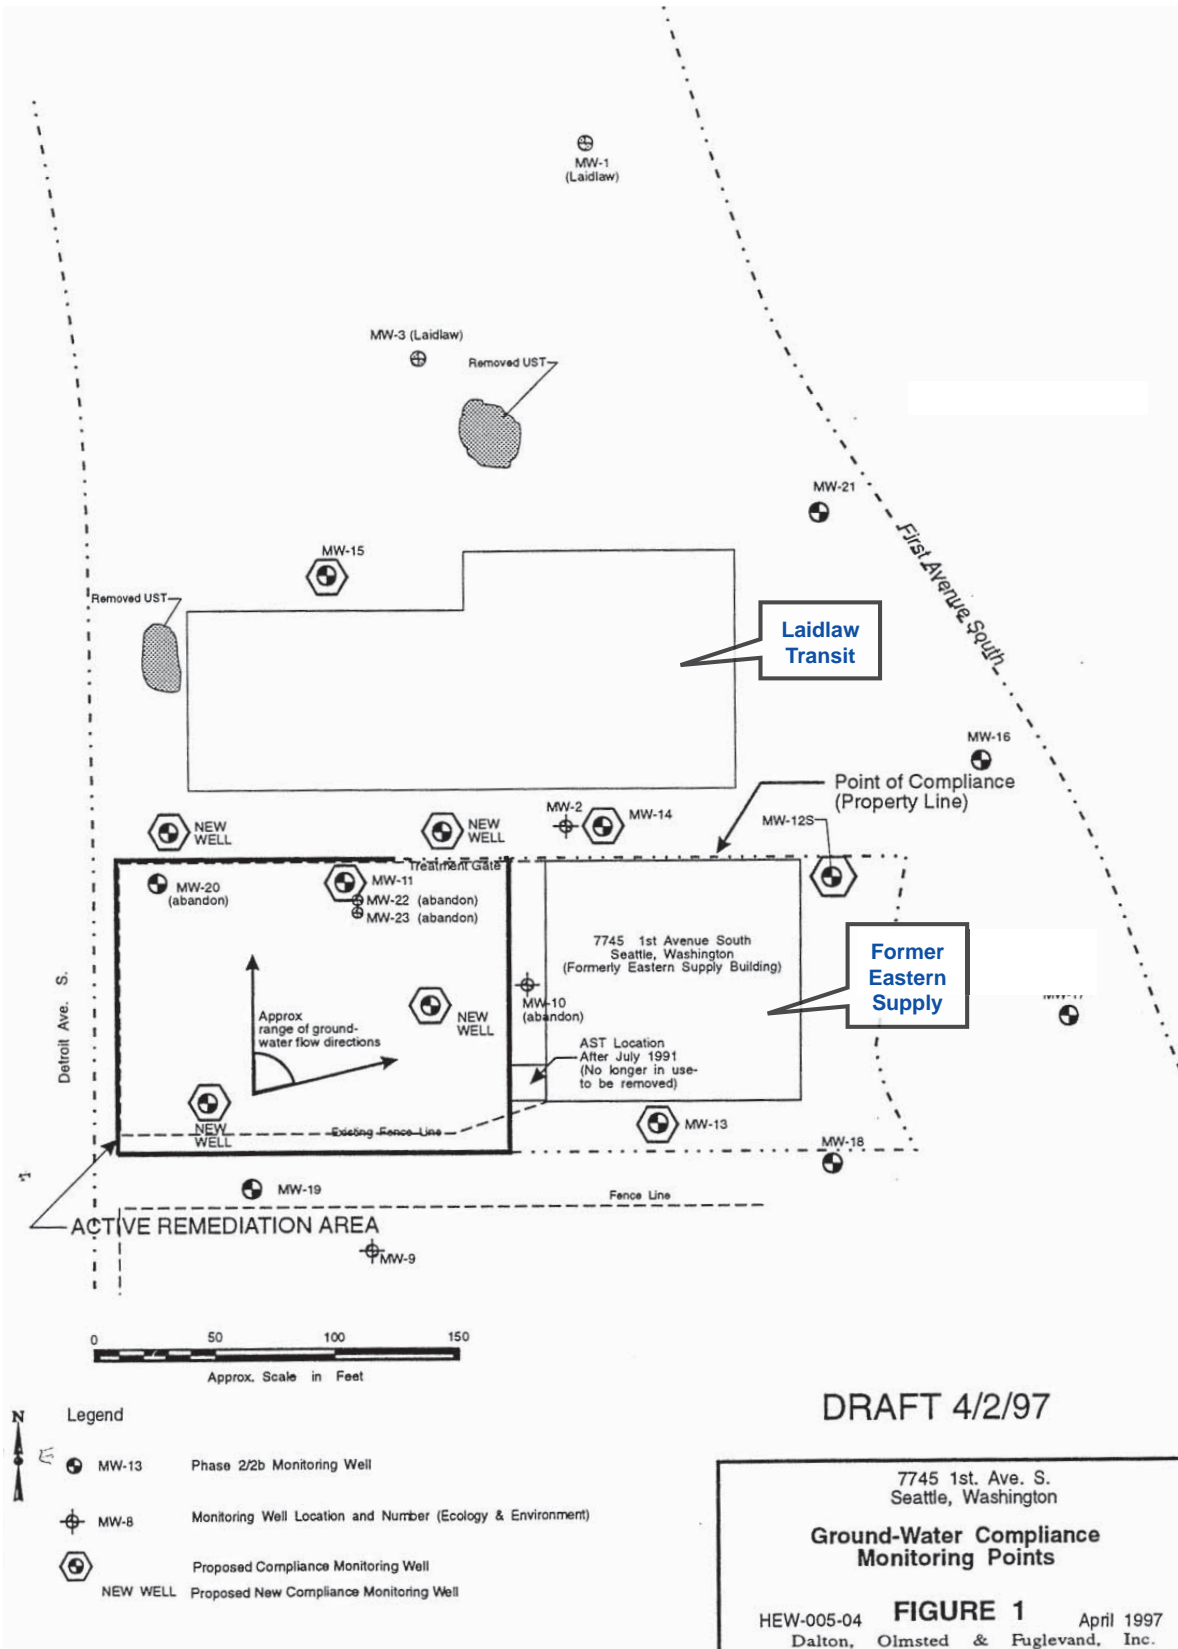 MW-1
(Laidlaw)
MW-3 (Laidlaw)
Removed UST
MW-21
First Avenue South
MW-15
Removed UST
Laidlaw
Transit
MW-16
Point of Compliance
(Property Line)
MW-2
MW-14
MW-12S
NEW
WELL
NEW
WELL
Treatment Gate
MW-20
(abandon)
MW-11
MW-22 (abandon)
MW-23 (abandon)
7745 1st Avenue South
Seattle, Washington
(Formerly Eastern Supply Building)
Former
Eastern
Supply
MW-17
MW-10
(abandon)
NEW
WELL
Approx
range of ground-
water flow directions
Detroit Ave. S.
AST Location
After July 1991
(No longer in use-
to be removed)
NEW
WELL
Existing Fence Line
MW-13
MW-18
MW-19
Fence Line
ACTIVE REMEDIATION AREA
MW-9
0 50 100 150
Approx. Scale in Feet
DRAFT 4/2/97
N
Legend
MW-13 Phase 2/2b Monitoring Well
MW-8 Monitoring Well Location and Number (Ecology & Environment)
Proposed Compliance Monitoring Well
NEW WELL Proposed New Compliance Monitoring Well
7745 1st. Ave. S.
Seattle, Washington
Ground-Water Compliance
Monitoring Points
HEW-005-04 FIGURE 1 April 1997
Dalton, Olmsted & Fuglevand, Inc.